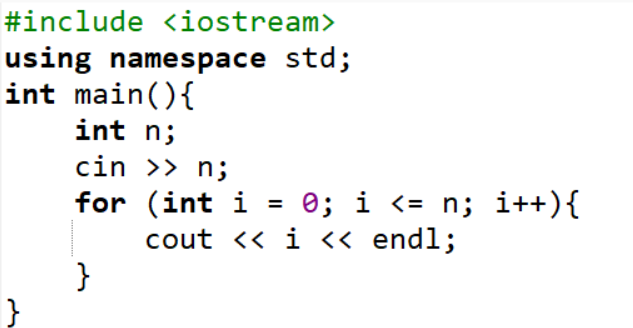 #include <iostream>
using namespace std;
int main(){
    int n;
    cin >> n;
    for (int i = 0; i <= n; i++){
        cout << i << endl;
    }
}